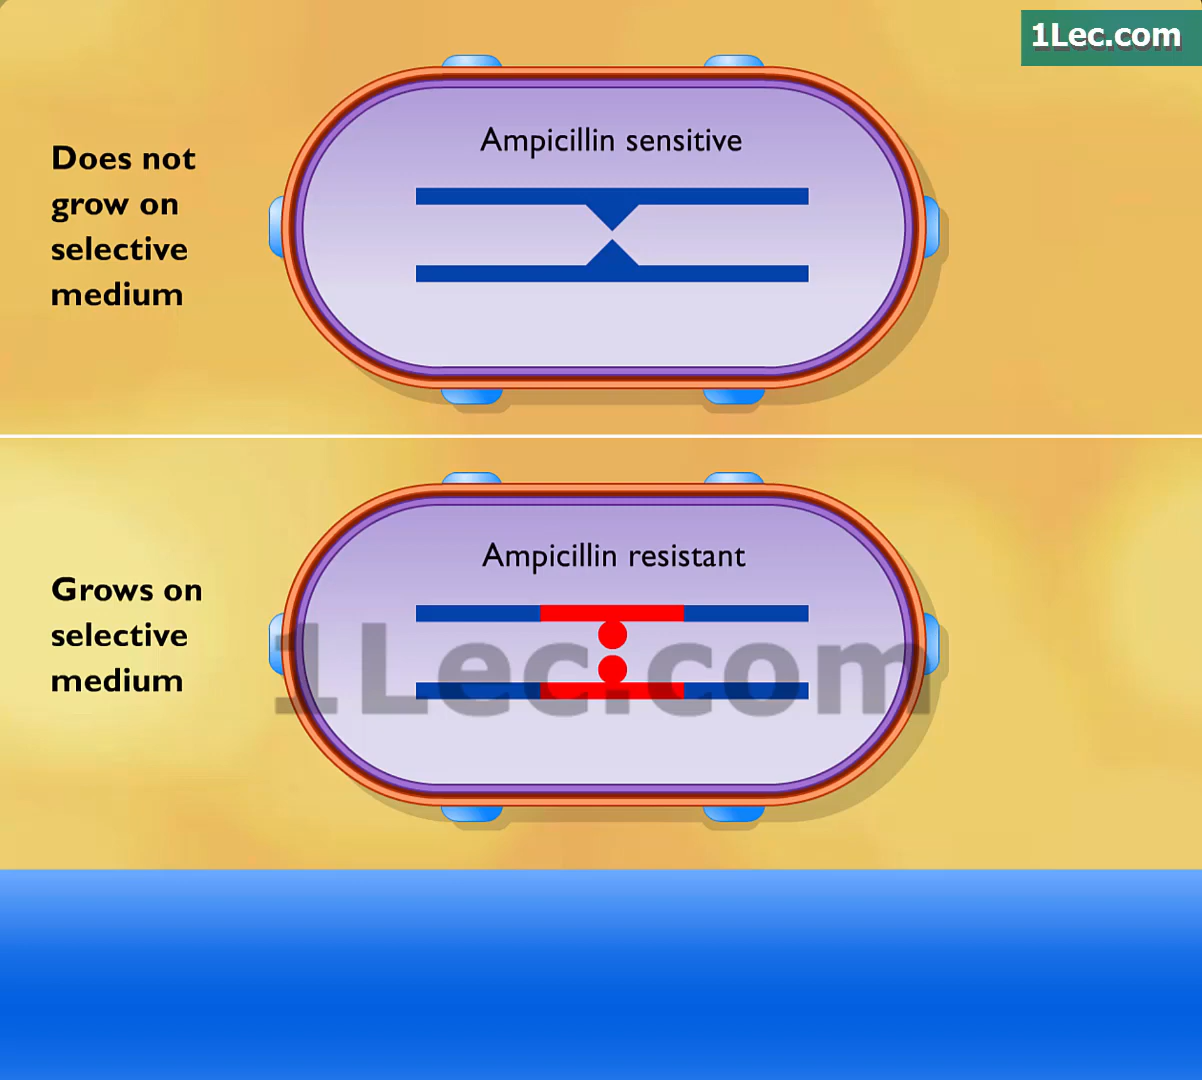 1Lec.com
Ampicillin sensitive
Does not
grow on
selective
medium
Ampicillin resistant
Grows on
selective
medium
1Lec.com